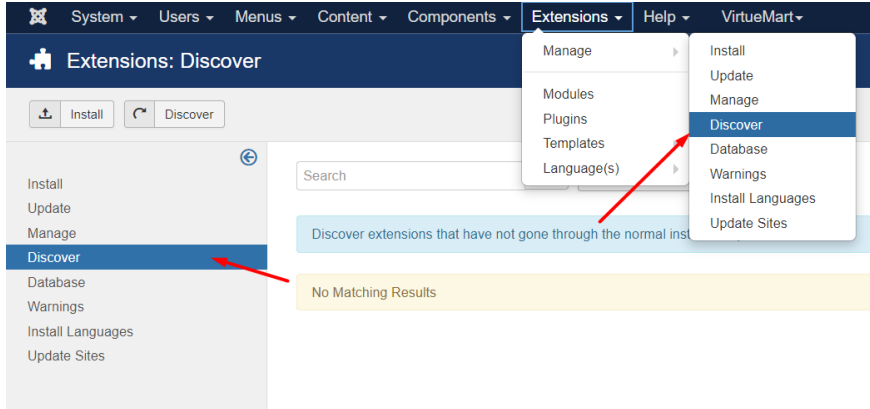 System Users Menus Content Components Extensions Help VirtueMart
Extensions: Discover
Manage
Modules
Plugins
Templates
Language(s)
Install
Update
Manage
Discover
Database
Warnings
Install Languages
Update Sites
Install Discover
Install
Update
Manage
Discover
Database
Warnings
Install Languages
Update Sites
Search
Discover extensions that have not gone through the normal
No Matching Results